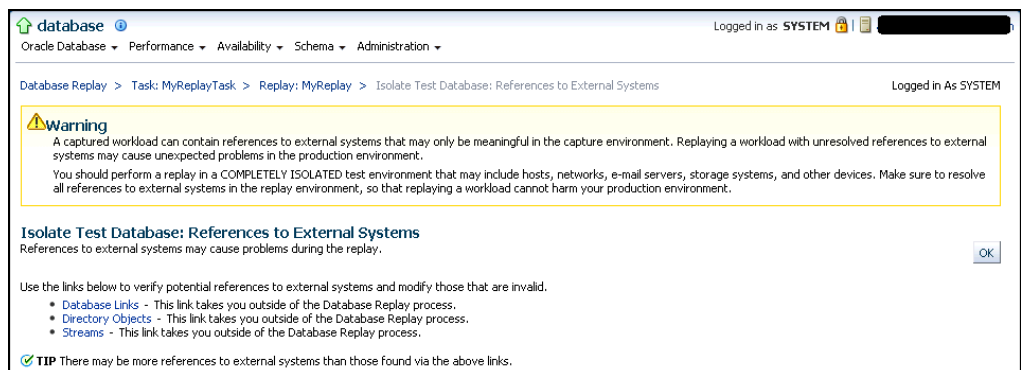 database
Logged in as SYSTEM
Oracle Database Performance Availability Schema Administration
Database Replay > Task: MyReplayTask > Replay: MyReplay > Isolate Test Database: References to External Systems
Logged in As SYSTEM
Warning
A captured workload can contain references to external systems that may only be meaningful in the capture environment. Replaying a workload with unresolved references to external
systems may cause unexpected problems in the production environment.
You should perform a replay in a COMPLETELY ISOLATED test environment that may include hosts, networks, e-mail servers, storage systems, and other devices. Make sure to resolve
all references to external systems in the replay environment, so that replaying a workload cannot harm your production environment.
Isolate Test Database: References to External Systems
References to external systems may cause problems during the replay.
OK
Use the links below to verify potential references to external systems and modify those that are invalid.
• Database Links - This link takes you outside of the Database Replay process.
• Directory Objects - This link takes you outside of the Database Replay process.
• Streams - This link takes you outside of the Database Replay process.
TIP There may be more references to external systems than those found via the above links.